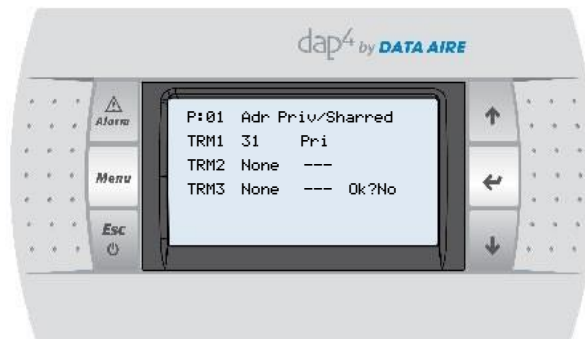 dap4 by DATA AIRE
Alarm
Menu
Esc
P:01 Adr Priv/Sharred
TRM1 31 Pri
TRM2 None ---
TRM3 None --- Ok?No